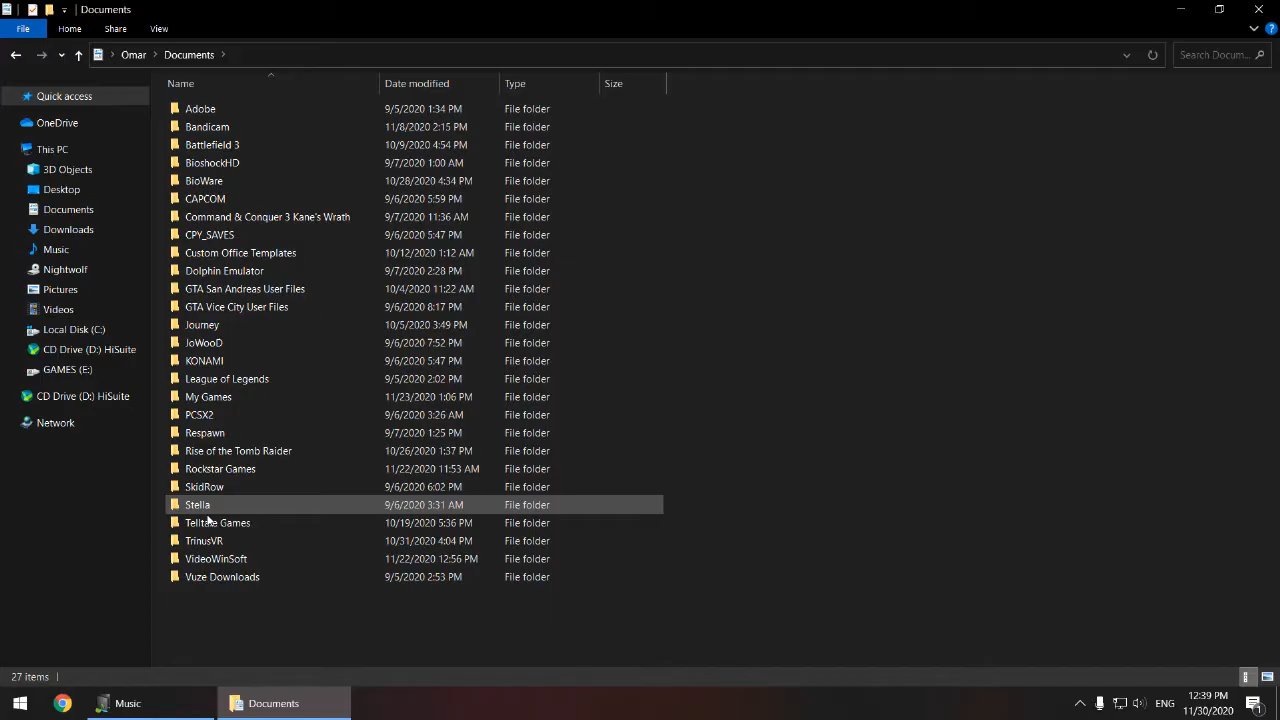 Documents
File Home Share View
Omar Documents Search Docum...
Name Date modified Type Size
Quick access
OneDrive
This PC
3D Objects
Desktop
Documents
Downloads
Music
Nightwolf
Pictures
Videos
Local Disk (C:)
CD Drive (D:) HiSuite
GAMES (E:)
CD Drive (D:) HiSuite
Network
Adobe 9/5/2020 1:34 PM File folder
Bandicam 11/8/2020 2:15 PM File folder
Battlefield 3 10/9/2020 4:54 PM File folder
BioshockHD 9/7/2020 1:00 AM File folder
BioWare 10/28/2020 4:34 PM File folder
CAPCOM 9/6/2020 5:59 PM File folder
Command & Conquer 3 Kane's Wrath 9/7/2020 11:36 AM File folder
CPY_SAVES 9/6/2020 5:47 PM File folder
Custom Office Templates 10/12/2020 1:12 AM File folder
Dolphin Emulator 9/7/2020 2:28 PM File folder
GTA San Andreas User Files 10/4/2020 11:22 AM File folder
GTA Vice City User Files 9/6/2020 8:17 PM File folder
Journey 10/5/2020 3:49 PM File folder
JoWooD 9/6/2020 7:52 PM File folder
KONAMI 9/6/2020 5:47 PM File folder
League of Legends 9/5/2020 2:02 PM File folder
My Games 11/23/2020 1:06 PM File folder
PCSX2 9/6/2020 3:26 AM File folder
Respawn 9/7/2020 1:25 PM File folder
Rise of the Tomb Raider 10/26/2020 1:37 PM File folder
Rockstar Games 11/22/2020 11:53 AM File folder
SkidRow 9/6/2020 6:02 PM File folder
Stella 9/6/2020 3:31 AM File folder
Telltale Games 10/19/2020 5:36 PM File folder
TrinusVR 10/31/2020 4:04 PM File folder
VideoWinSoft 11/22/2020 12:56 PM File folder
Vuze Downloads 9/5/2020 2:53 PM File folder
27 items
Music Documents ENG 12:39 PM
11/30/2020 1